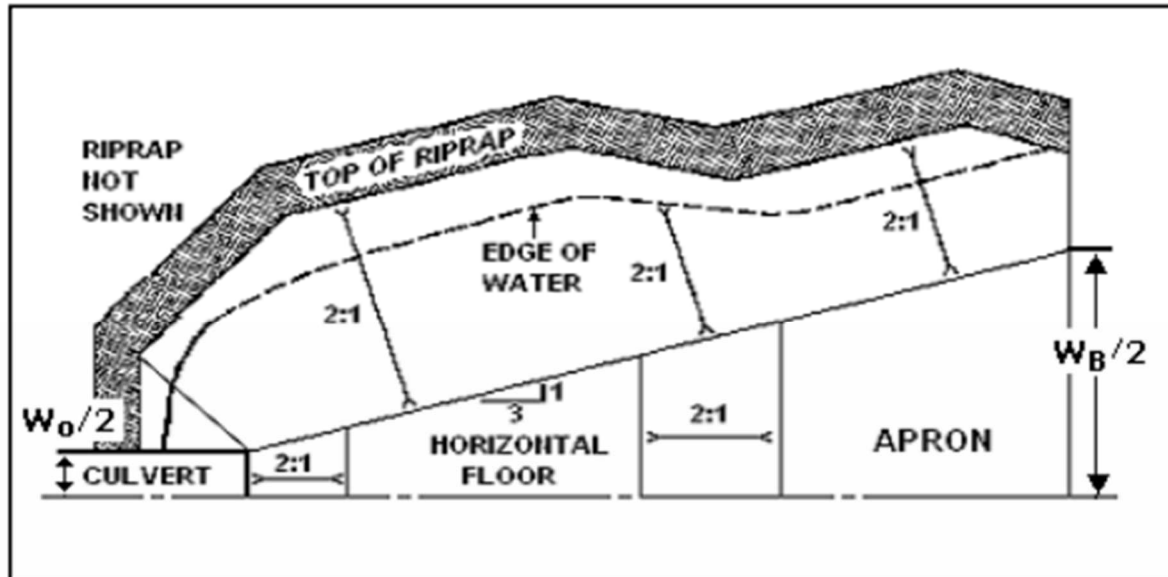 RIPRAP
NOT
SHOWN
TOP OF RIPRAP
EDGE OF
WATER
2:1
2:1
2:1
1
3
W₀/2
CULVERT
2:1
HORIZONTAL
FLOOR
2:1
APRON
W_B/2